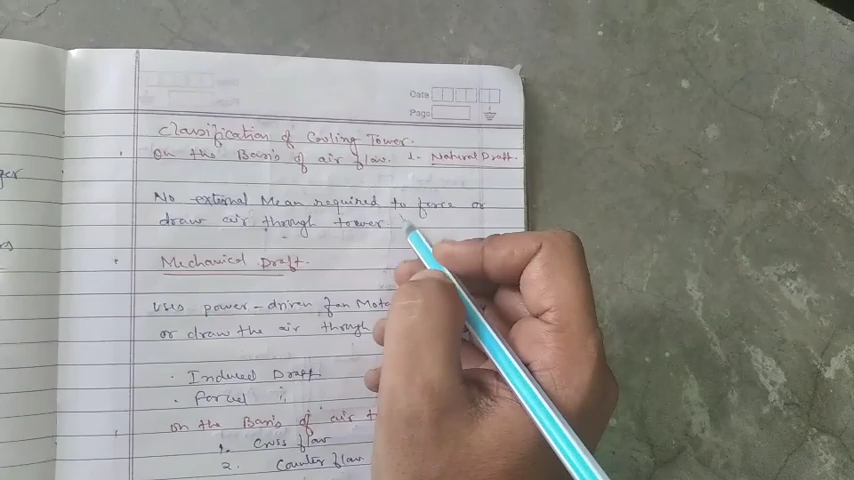 Date
Page
Classification of Cooling Tower.
On the Basis of air flow. 1- Natural Draft.
No external Mean required to force or
draw air through tower
Mechanical Draft.
uses power-driven fan Moto
or draw the air through
. Induced Draft
. Forced ,,
on the Basis of air
1. Cross flow
2. Counter flow.